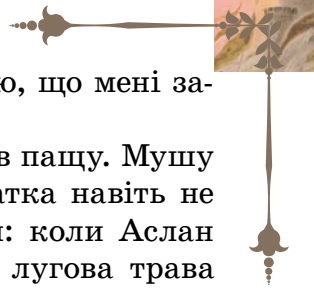 ю, що мені за-
в пащу. Мушу
атка навіть не
коли Аслан
лугова трава